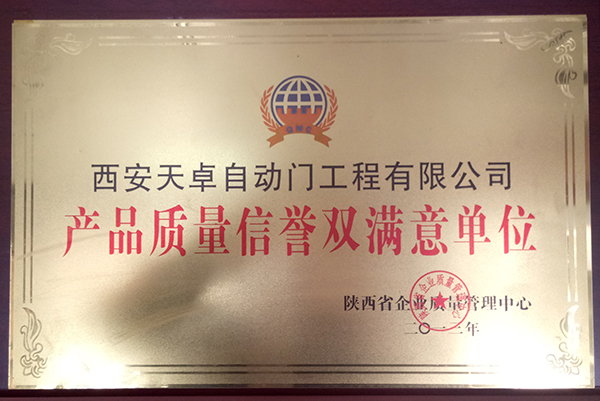 西安天卓自动门工程有限公司
产品质量信誉双满意单位
陕西省企业质量管理中心
二〇一二年